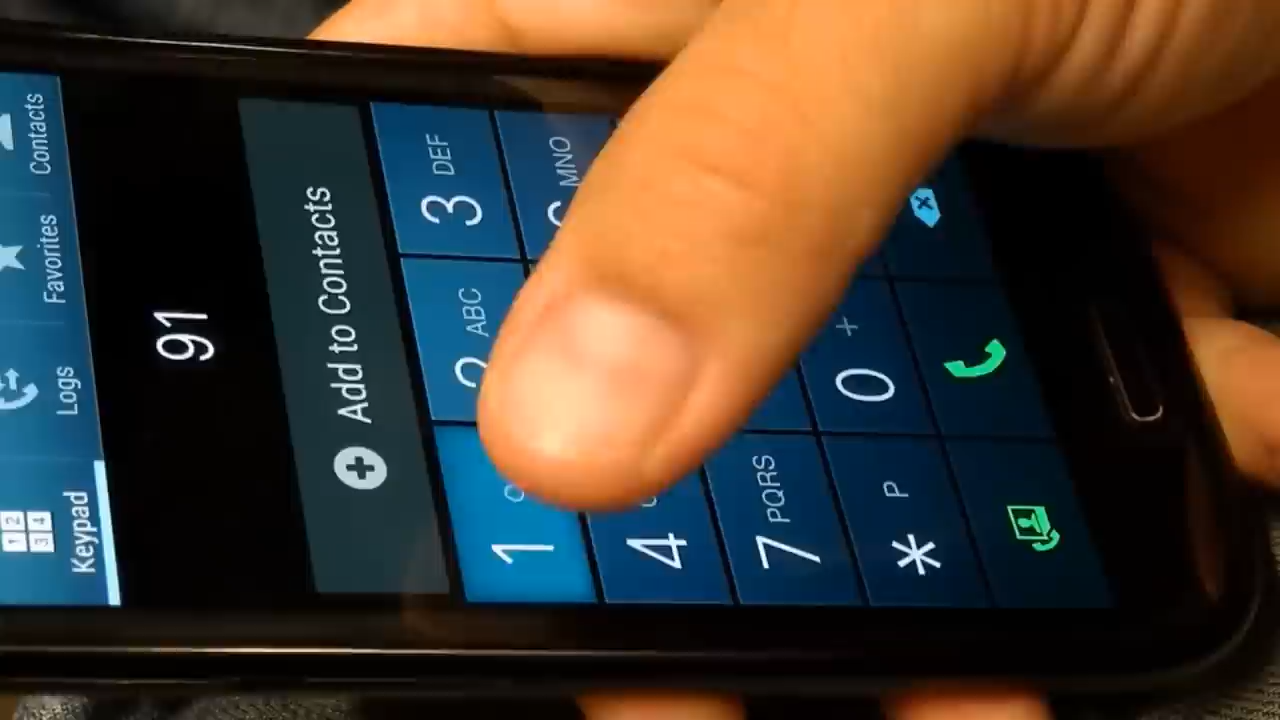 Keypad Logs Favorites Contacts
91
Add to Contacts
1 2 ABC 3 DEF
4 MNO
7 PQRS
* P 0 +